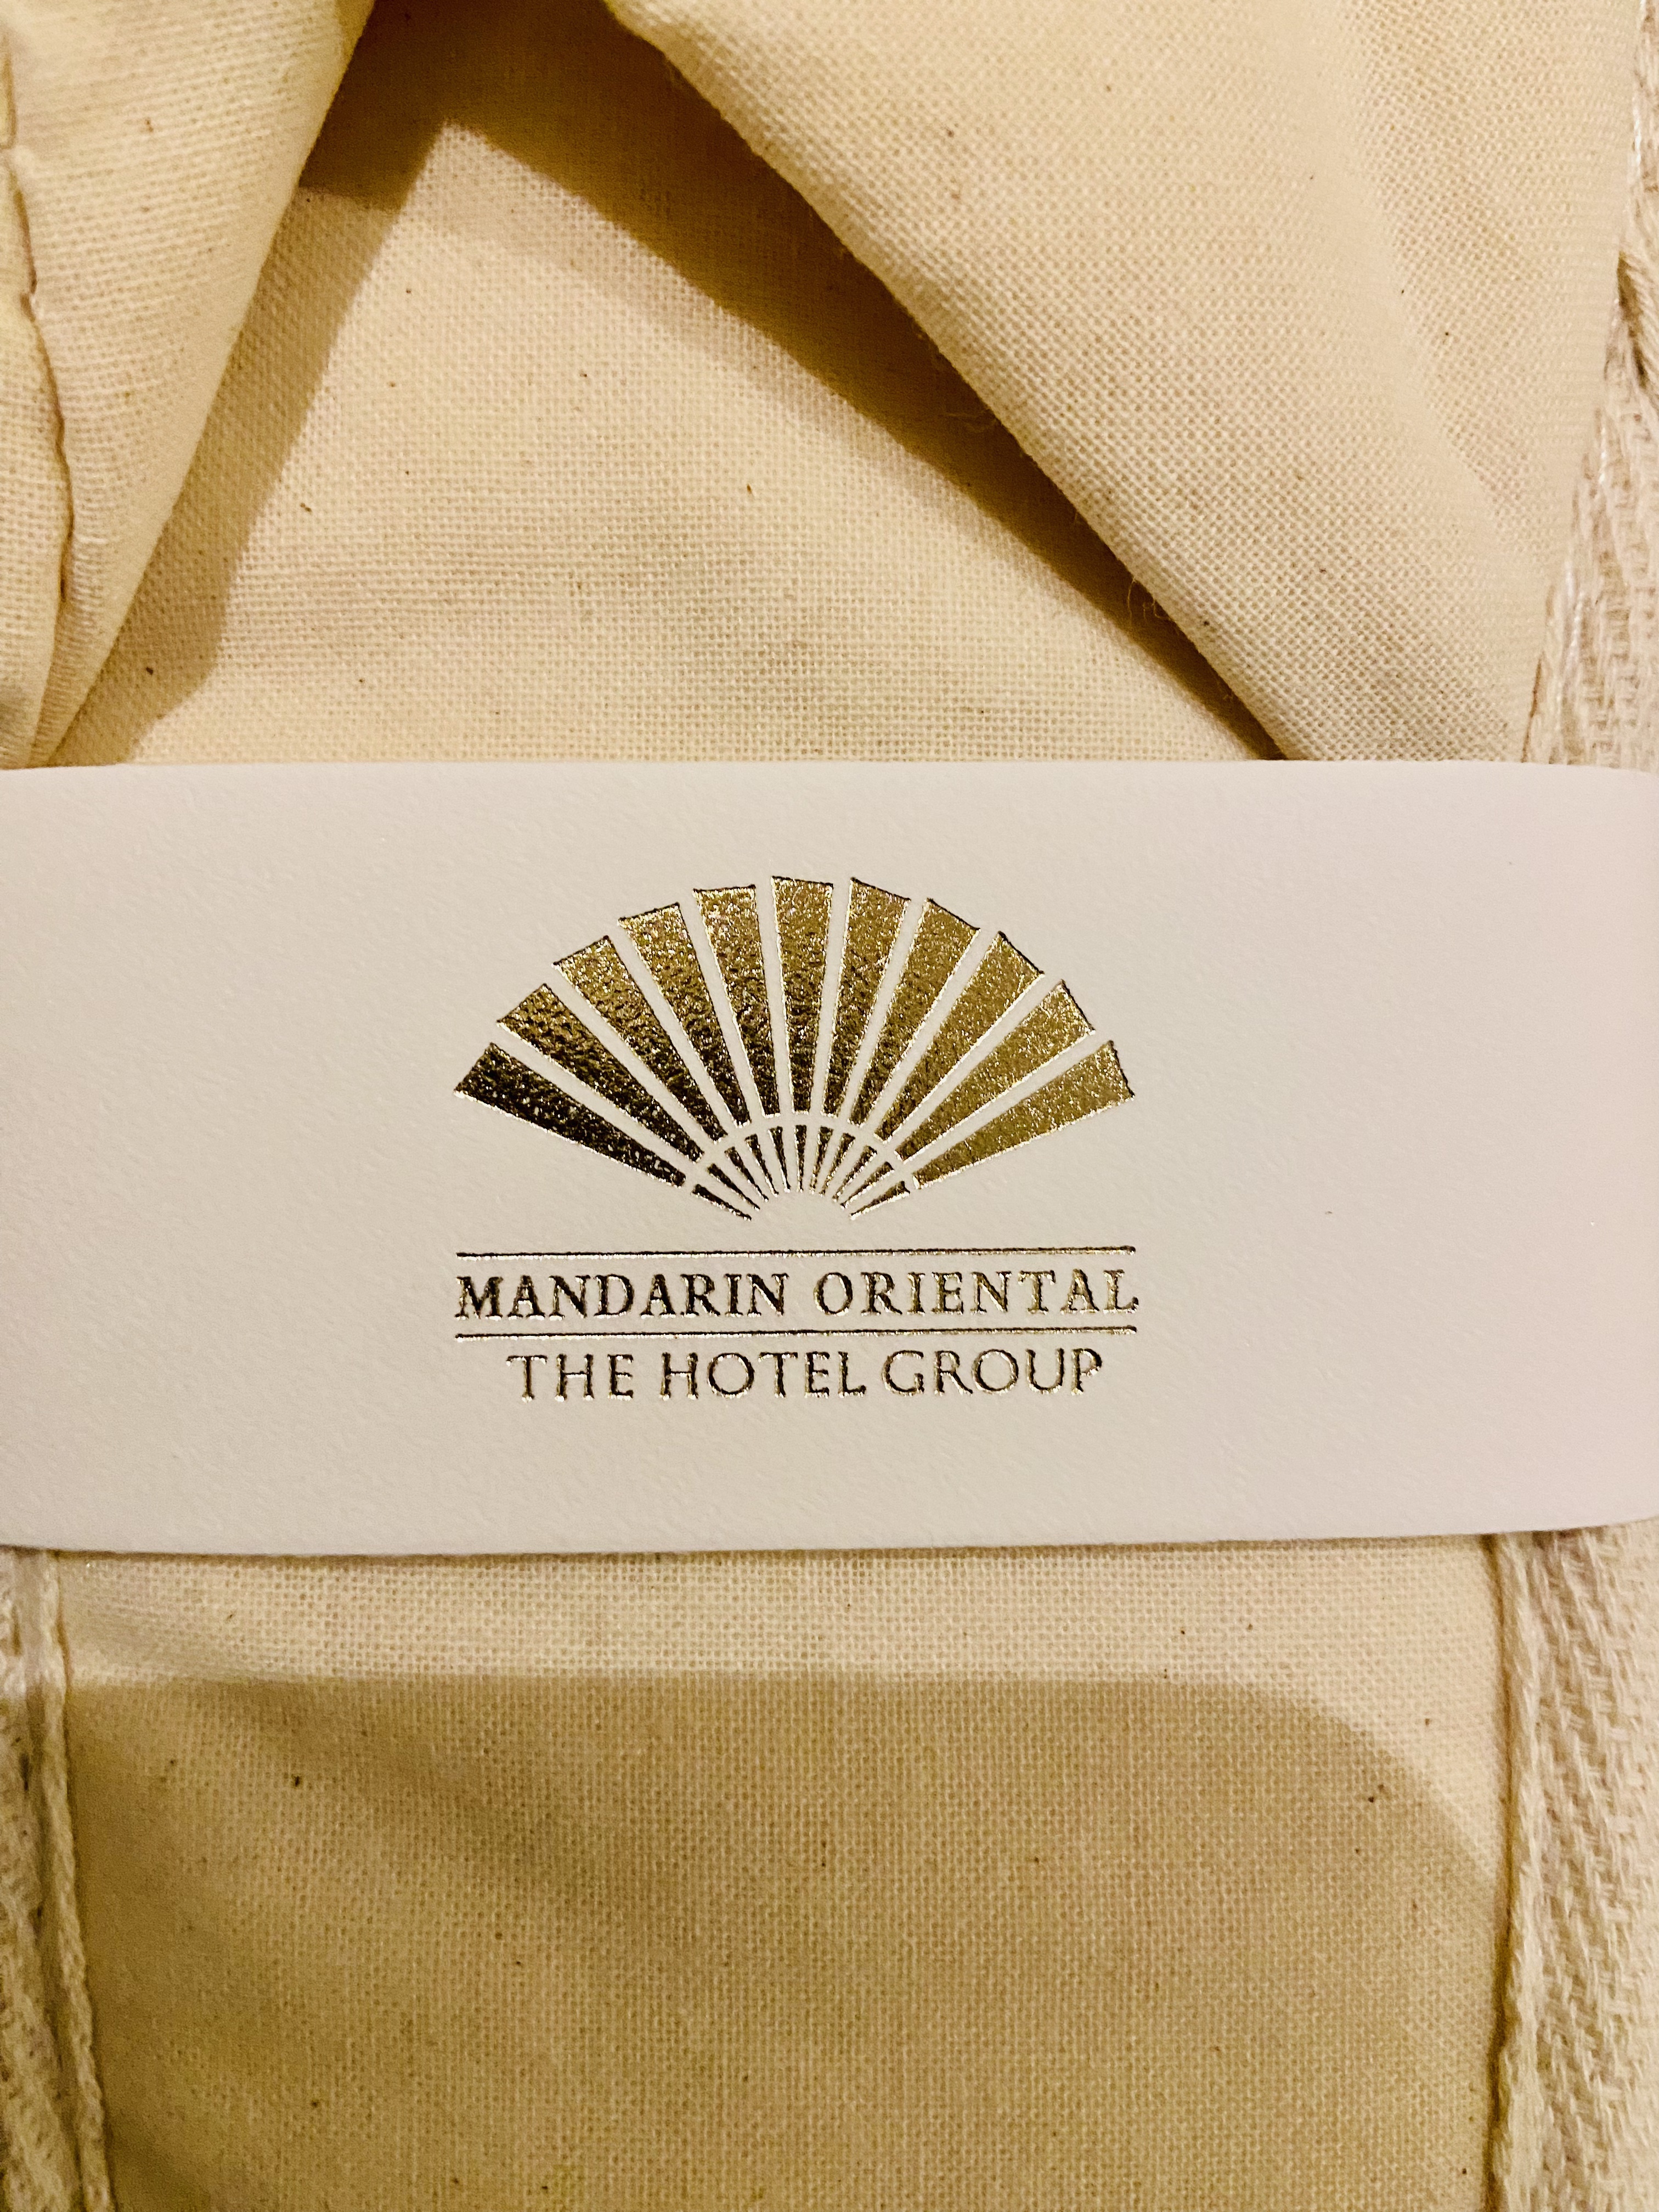 MANDARIN ORIENTAL
THE HOTEL GROUP